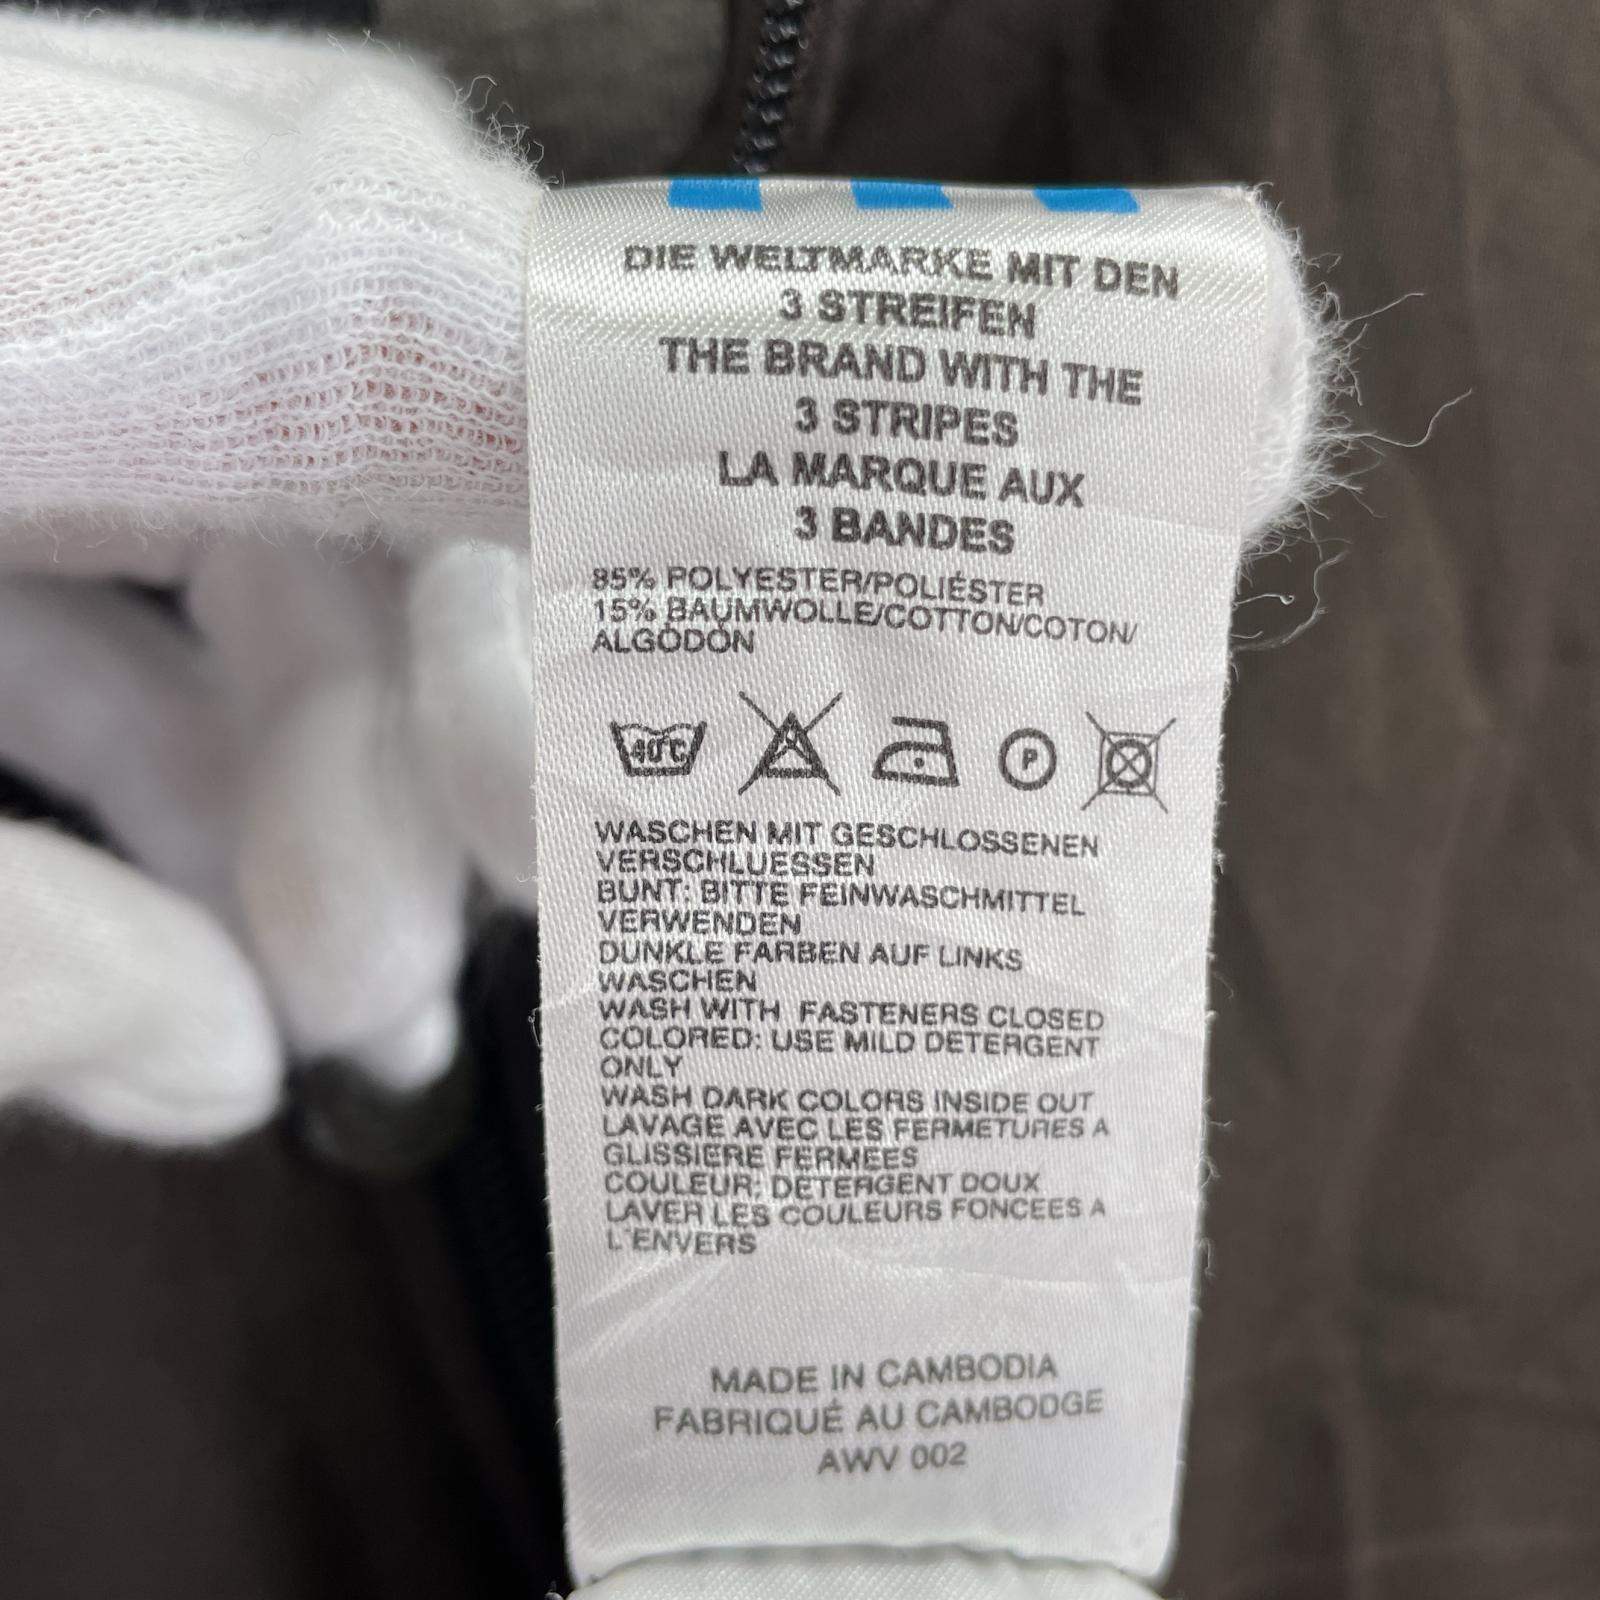 DIE WELTMARKE MIT DEN
3 STREIFEN
THE BRAND WITH THE
3 STRIPES
LA MARQUE AUX
3 BANDES
85% POLYESTER/POLIÉSTER
15% BAUMWOLLE/COTTON/COTON/
ALGODÓN
40°C
A
P
WASCHEN MIT GESCHLOSSENEN
VERSCHLUESSEN
BUNT: BITTE FEINWASCHMITTEL
VERWENDEN
DUNKLE FARBEN AUF LINKS
WASCHEN
WASH WITH FASTENERS CLOSED
COLORED: USE MILD DETERGENT
ONLY
WASH DARK COLORS INSIDE OUT
LAVAGE AVEC LES FERMETURES A
GLISSIERE FERMEES
COULEUR: DETERGENT DOUX
LAVER LES COULEURS FONCEES A
L'ENVERS
MADE IN CAMBODIA
FABRIQUÉ AU CAMBODGE
AWV 002